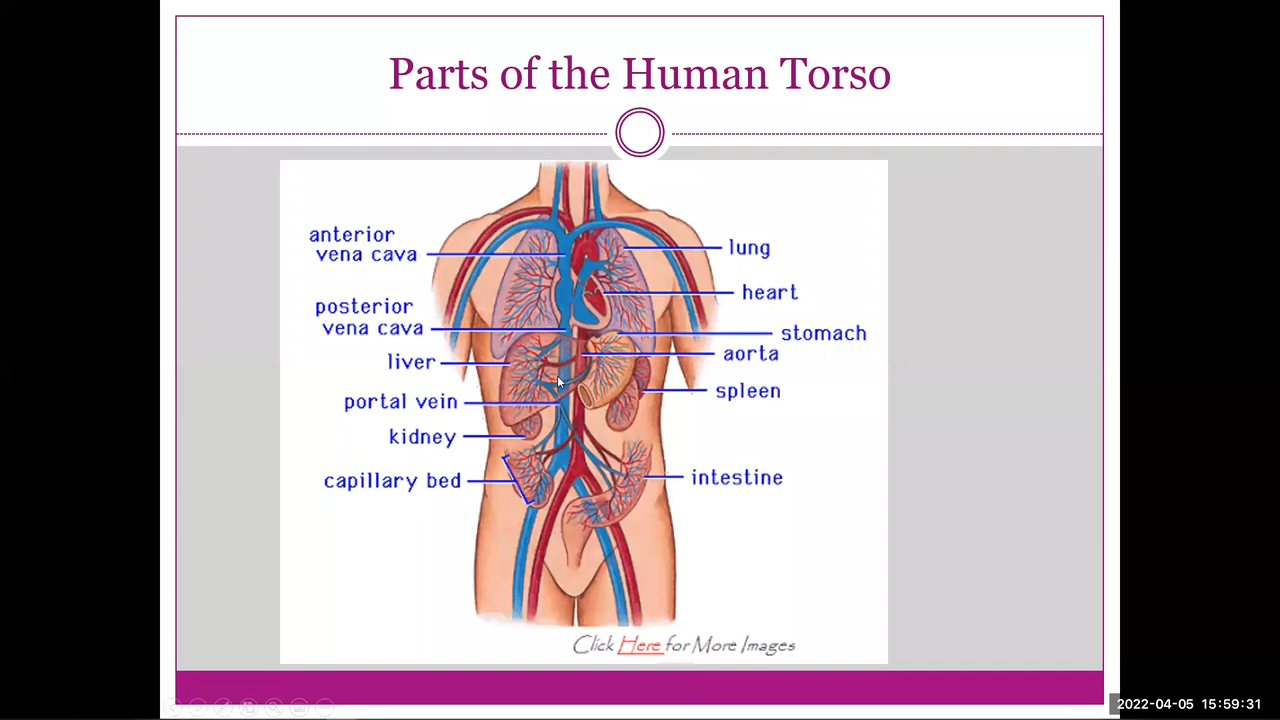 Parts of the Human Torso
anterior
vena cava
posterior
vena cava
liver
portal vein
kidney
capillary bed
lung
heart
stomach
aorta
spleen
intestine
Click Here for More Images
2022-04-05 15:59:31